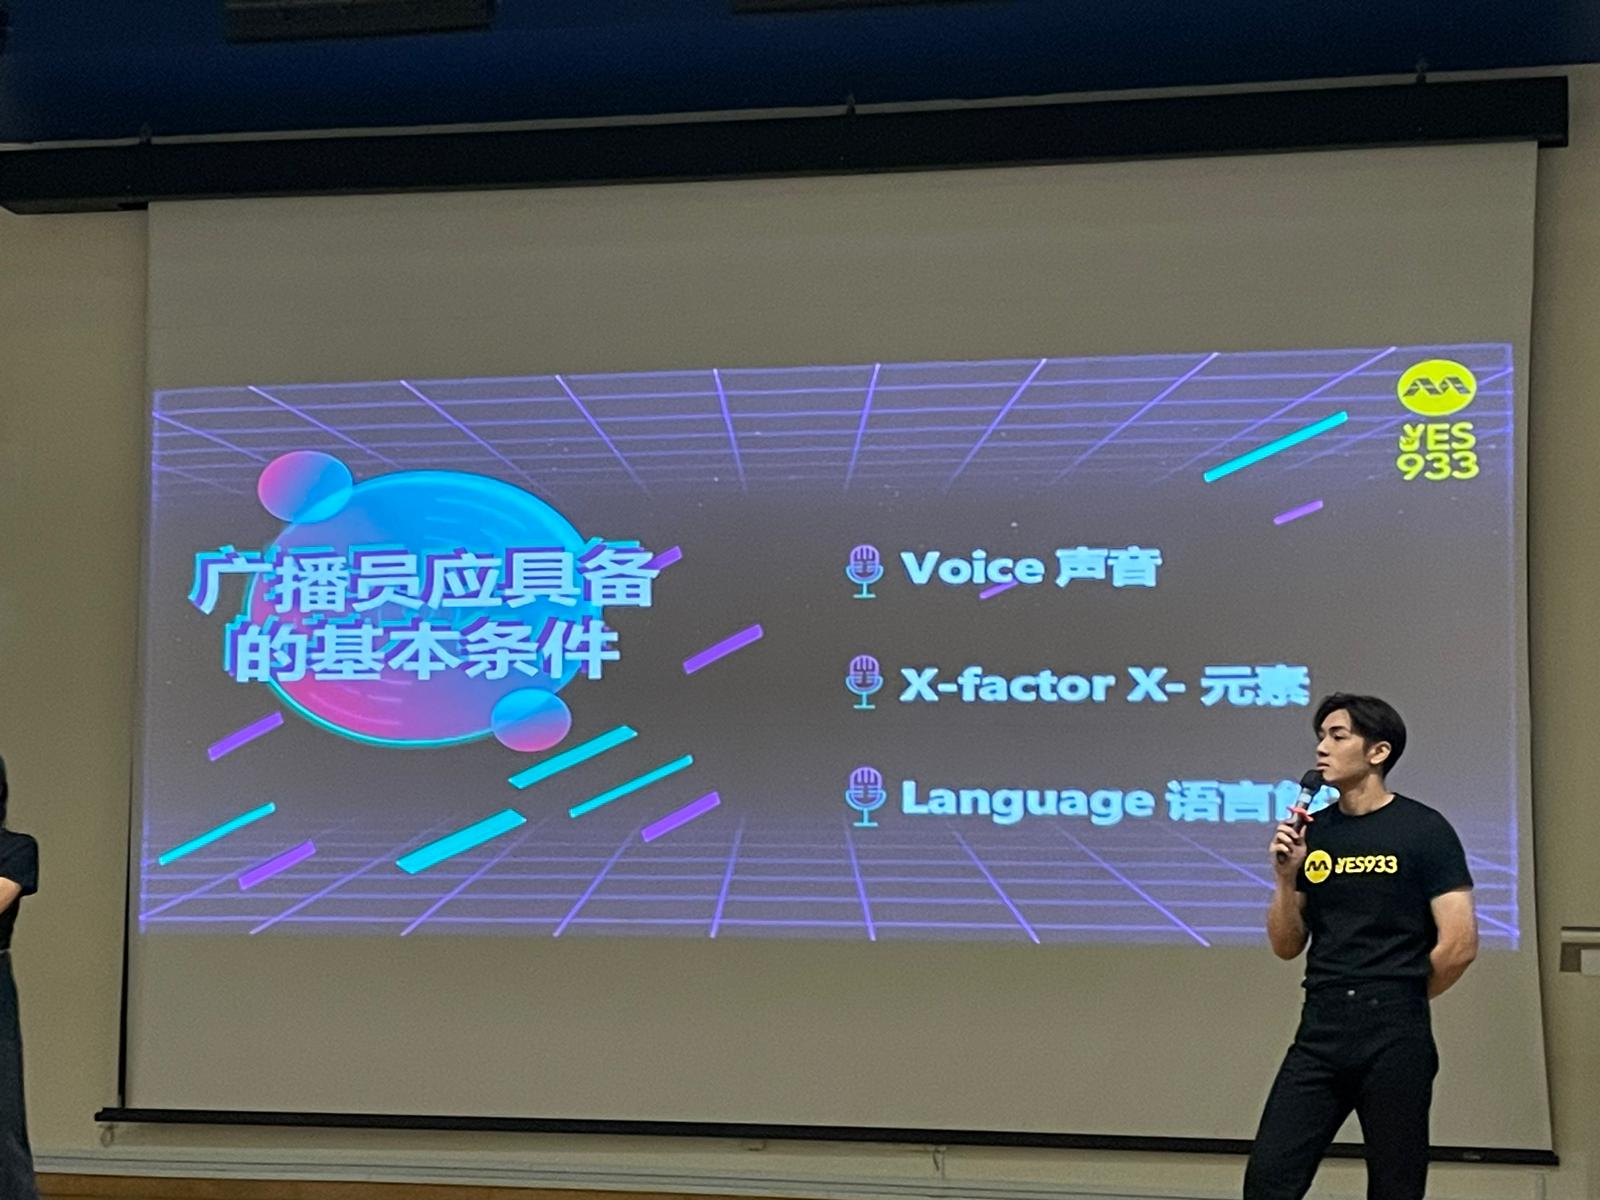 YES
933
广播员应具备
的基本条件
Voice 声音
X-factor X- 元素
Language 语言
YES933